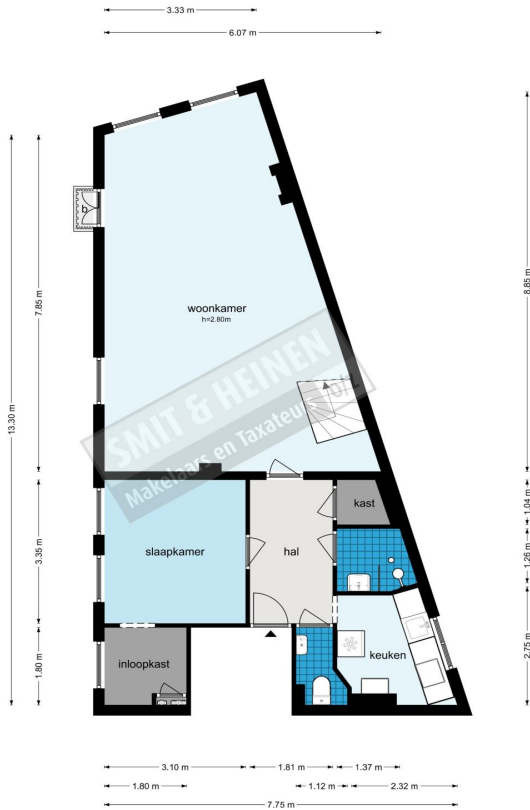 3.33 m
6.07 m
13.30 m
7.85 m
3.35 m
1.80 m
8.85 m
1.04 m
1.26 m
2.75 m
b
woonkamer
h=2.80m
SMIT & HEINEN
Makelaars en Taxateurs o/z
kast
slaapkamer
hal
inloopkast
keuken
3.10 m
1.81 m
1.37 m
1.80 m
1.12 m
2.32 m
7.75 m